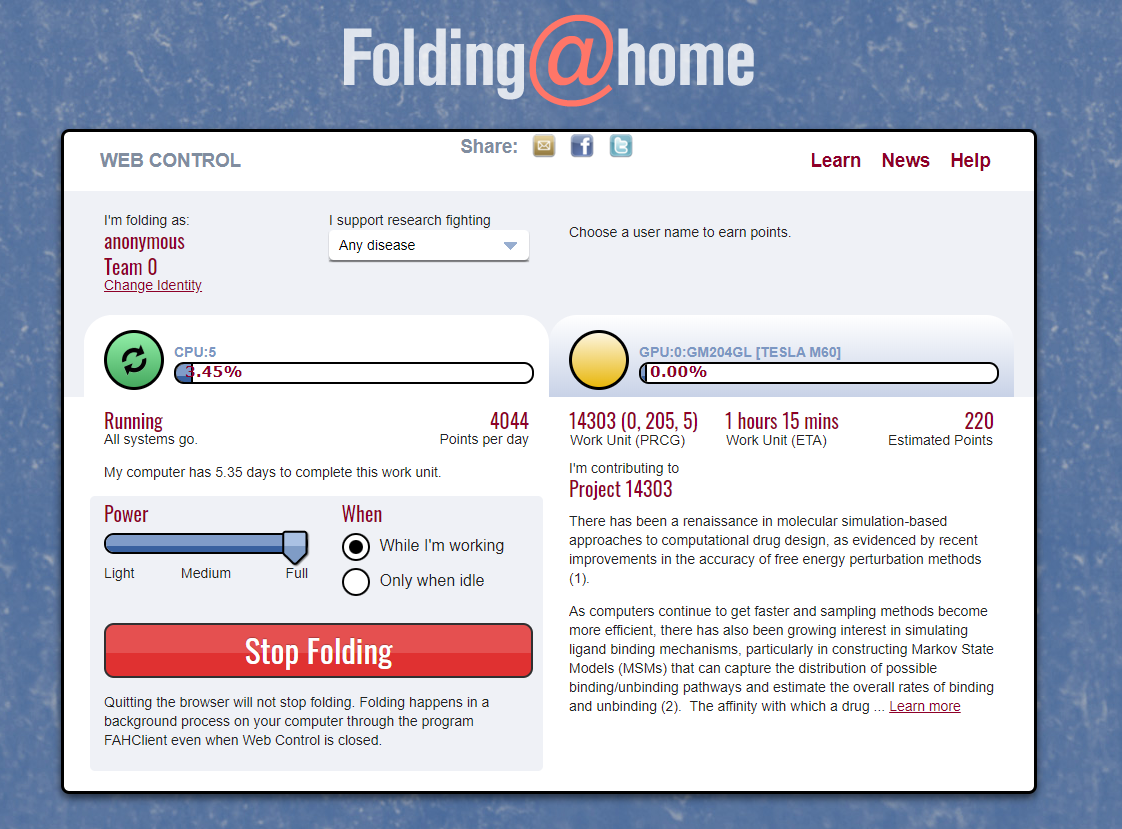 Folding@home
WEB CONTROL
Share:
Learn News Help
I'm folding as:
anonymous
Team 0
Change Identity
I support research fighting
Any disease
Choose a user name to earn points.
CPU:5
3.45%
GPU:0:GM204GL [TESLA M60]
0.00%
Running
All systems go.
4044
Points per day
My computer has 5.35 days to complete this work unit.
Power
Light Medium Full
When
While I'm working
Only when idle
Stop Folding
Quitting the browser will not stop folding. Folding happens in a
background process on your computer through the program
FAHClient even when Web Control is closed.
14303 (0, 205, 5)
Work Unit (PRCG)
1 hours 15 mins
Work Unit (ETA)
220
Estimated Points
I'm contributing to
Project 14303
There has been a renaissance in molecular simulation-based
approaches to computational drug design, as evidenced by recent
improvements in the accuracy of free energy perturbation methods
(1).
As computers continue to get faster and sampling methods become
more efficient, there has also been growing interest in simulating
ligand binding mechanisms, particularly in constructing Markov State
Models (MSMs) that can capture the distribution of possible
binding/unbinding pathways and estimate the overall rates of binding
and unbinding (2). The affinity with which a drug ... Learn more